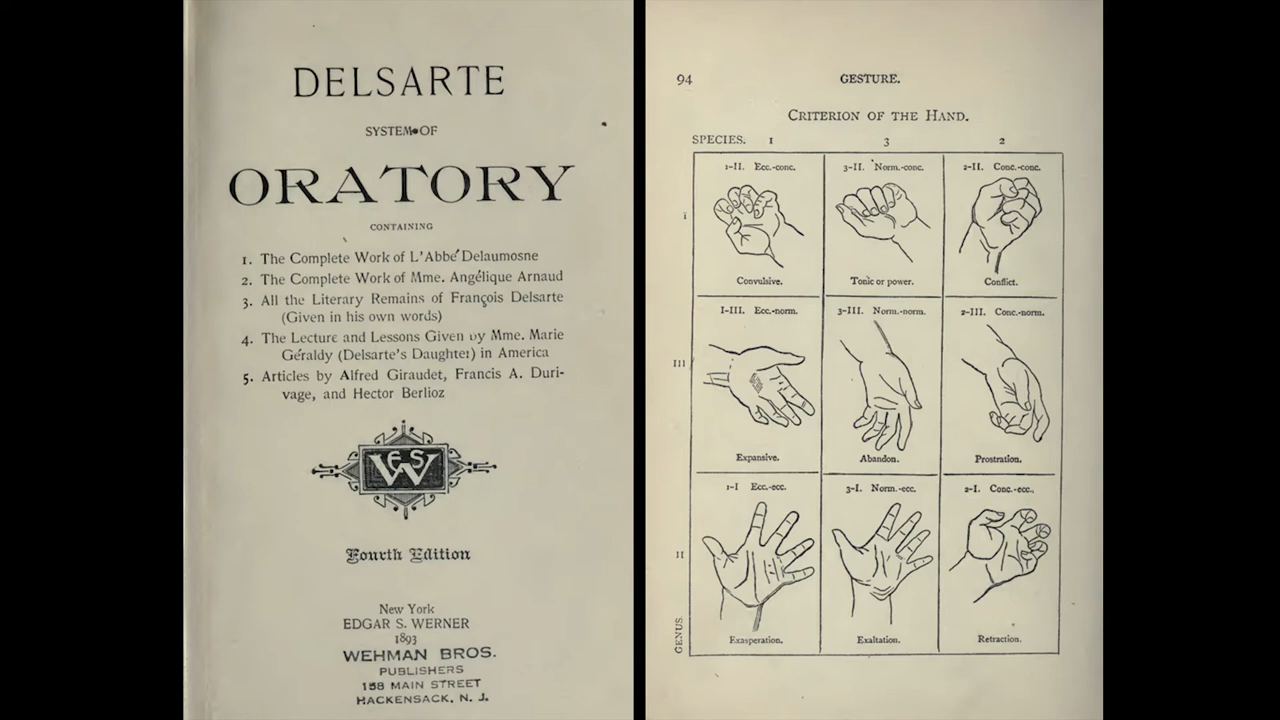 DELSARTE
SYSTEM OF
ORATORY
CONTAINING
1. The Complete Work of L'Abbé Delaumosne
2. The Complete Work of Mme. Angélique Arnaud
3. All the Literary Remains of François Delsarte
(Given in his own words)
4. The Lecture and Lessons Given by Mme. Marie
Géraldy (Delsarte's Daughter) in America
5. Articles by Alfred Giraudet, Francis A. Duri-
vage, and Hector Berlioz
ESW
Fourth Edition
New York
EDGAR S. WERNER
1893
WEHMAN BROS.
PUBLISHERS
158 MAIN STREET
HACKENSACK, N. J.
94 GESTURE.
CRITERION OF THE HAND.
SPECIES. 1 3 2
1-II. Ecc.-conc. 3-II. Norm.-conc. 2-II. Conc.-conc.
I
Convulsive. Tonic or power. Conflict.
1-III. Ecc.-norm. 3-III. Norm.-norm. 2-III. Conc.-norm.
III
Expansive. Abandon. Prostration.
1-I Ecc.-ecc. 3-I. Norm.-ecc. 2-I. Conc.-ecc.
II
Exasperation. Exaltation. Retraction.
GENUS